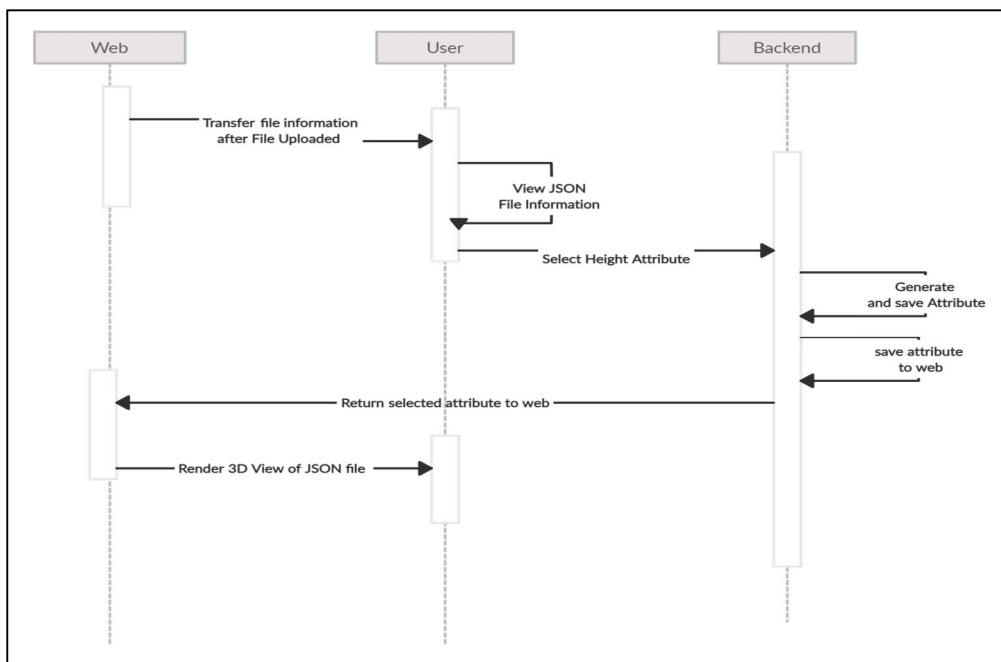 Web
User
Backend
Transfer file information
after File Uploaded
View JSON
File Information
Select Height Attribute
Generate
and save Attribute
save attribute
to web
Return selected attribute to web
Render 3D View of JSON file